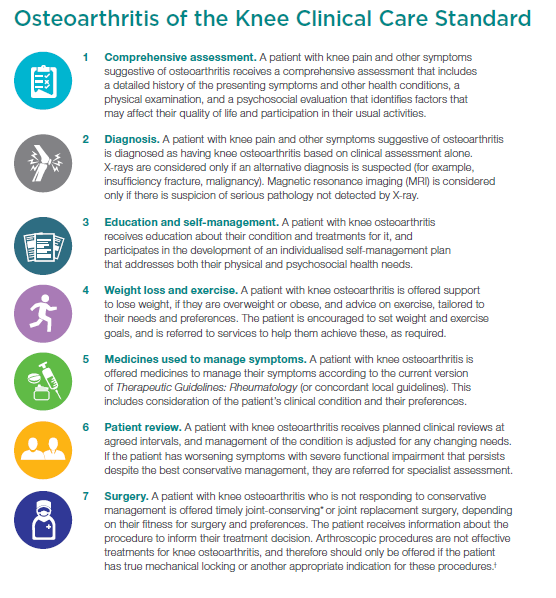 Osteoarthritis of the Knee Clinical Care Standard
1 Comprehensive assessment. A patient with knee pain and other symptoms
suggestive of osteoarthritis receives a comprehensive assessment that includes
a detailed history of the presenting symptoms and other health conditions, a
physical examination, and a psychosocial evaluation that identifies factors that
may affect their quality of life and participation in their usual activities.
2 Diagnosis. A patient with knee pain and other symptoms suggestive of osteoarthritis
is diagnosed as having knee osteoarthritis based on clinical assessment alone.
X-rays are considered only if an alternative diagnosis is suspected (for example,
insufficiency fracture, malignancy). Magnetic resonance imaging (MRI) is considered
only if there is suspicion of serious pathology not detected by X-ray.
3 Education and self-management. A patient with knee osteoarthritis
receives education about their condition and treatments for it, and
participates in the development of an individualised self-management plan
that addresses both their physical and psychosocial health needs.
4 Weight loss and exercise. A patient with knee osteoarthritis is offered support
to lose weight, if they are overweight or obese, and advice on exercise, tailored to
their needs and preferences. The patient is encouraged to set weight and exercise
goals, and is referred to services to help them achieve these, as required.
5 Medicines used to manage symptoms. A patient with knee osteoarthritis is
offered medicines to manage their symptoms according to the current version
of Therapeutic Guidelines: Rheumatology (or concordant local guidelines). This
includes consideration of the patient's clinical condition and their preferences.
6 Patient review. A patient with knee osteoarthritis receives planned clinical reviews at
agreed intervals, and management of the condition is adjusted for any changing needs.
If the patient has worsening symptoms with severe functional impairment that persists
despite the best conservative management, they are referred for specialist assessment.
7 Surgery. A patient with knee osteoarthritis who is not responding to conservative
management is offered timely joint-conserving* or joint replacement surgery, depending
on their fitness for surgery and preferences. The patient receives information about the
procedure to inform their treatment decision. Arthroscopic procedures are not effective
treatments for knee osteoarthritis, and therefore should only be offered if the patient
has true mechanical locking or another appropriate indication for these procedures.†